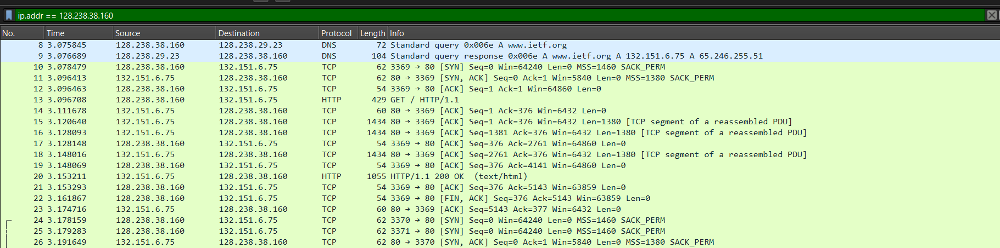 ip.addr == 128.238.38.160
No. Time Source Destination Protocol Length Info
8 3.075845 128.238.38.160 128.238.29.23 DNS 72 Standard query 0x006e A www.ietf.org
9 3.076689 128.238.29.23 128.238.38.160 DNS 104 Standard query response 0x006e A www.ietf.org A 132.151.6.75 A 65.246.255.51
10 3.078479 128.238.38.160 132.151.6.75 TCP 62 3369 → 80 [SYN] Seq=0 Win=64240 Len=0 MSS=1460 SACK_PERM
11 3.096413 132.151.6.75 128.238.38.160 TCP 62 80 → 3369 [SYN, ACK] Seq=0 Ack=1 Win=5840 Len=0 MSS=1380 SACK_PERM
12 3.096463 128.238.38.160 132.151.6.75 TCP 54 3369 → 80 [ACK] Seq=1 Ack=1 Win=64860 Len=0
13 3.096708 128.238.38.160 132.151.6.75 HTTP 429 GET / HTTP/1.1
14 3.111678 132.151.6.75 128.238.38.160 TCP 60 80 → 3369 [ACK] Seq=1 Ack=376 Win=6432 Len=0
15 3.120640 132.151.6.75 128.238.38.160 TCP 1434 80 → 3369 [ACK] Seq=1 Ack=376 Win=6432 Len=1380 [TCP segment of a reassembled PDU]
16 3.128093 132.151.6.75 128.238.38.160 TCP 1434 80 → 3369 [ACK] Seq=1381 Ack=376 Win=6432 Len=1380 [TCP segment of a reassembled PDU]
17 3.128148 128.238.38.160 132.151.6.75 TCP 54 3369 → 80 [ACK] Seq=376 Ack=2761 Win=64860 Len=0
18 3.148016 132.151.6.75 128.238.38.160 TCP 1434 80 → 3369 [ACK] Seq=2761 Ack=376 Win=6432 Len=1380 [TCP segment of a reassembled PDU]
19 3.148069 128.238.38.160 132.151.6.75 TCP 54 3369 → 80 [ACK] Seq=376 Ack=4141 Win=64860 Len=0
20 3.153211 132.151.6.75 128.238.38.160 HTTP 1055 HTTP/1.1 200 OK (text/html)
21 3.153293 128.238.38.160 132.151.6.75 TCP 54 3369 → 80 [ACK] Seq=376 Ack=5143 Win=63859 Len=0
22 3.161867 128.238.38.160 132.151.6.75 TCP 54 3369 → 80 [FIN, ACK] Seq=376 Ack=5143 Win=63859 Len=0
23 3.174716 132.151.6.75 128.238.38.160 TCP 60 80 → 3369 [ACK] Seq=5143 Ack=377 Win=6432 Len=0
24 3.178159 128.238.38.160 132.151.6.75 TCP 62 3370 → 80 [SYN] Seq=0 Win=64240 Len=0 MSS=1460 SACK_PERM
25 3.179283 128.238.38.160 132.151.6.75 TCP 62 3371 → 80 [SYN] Seq=0 Win=64240 Len=0 MSS=1460 SACK_PERM
26 3.191649 132.151.6.75 128.238.38.160 TCP 62 80 → 3370 [SYN, ACK] Seq=0 Ack=1 Win=5840 Len=0 MSS=1380 SACK_PERM